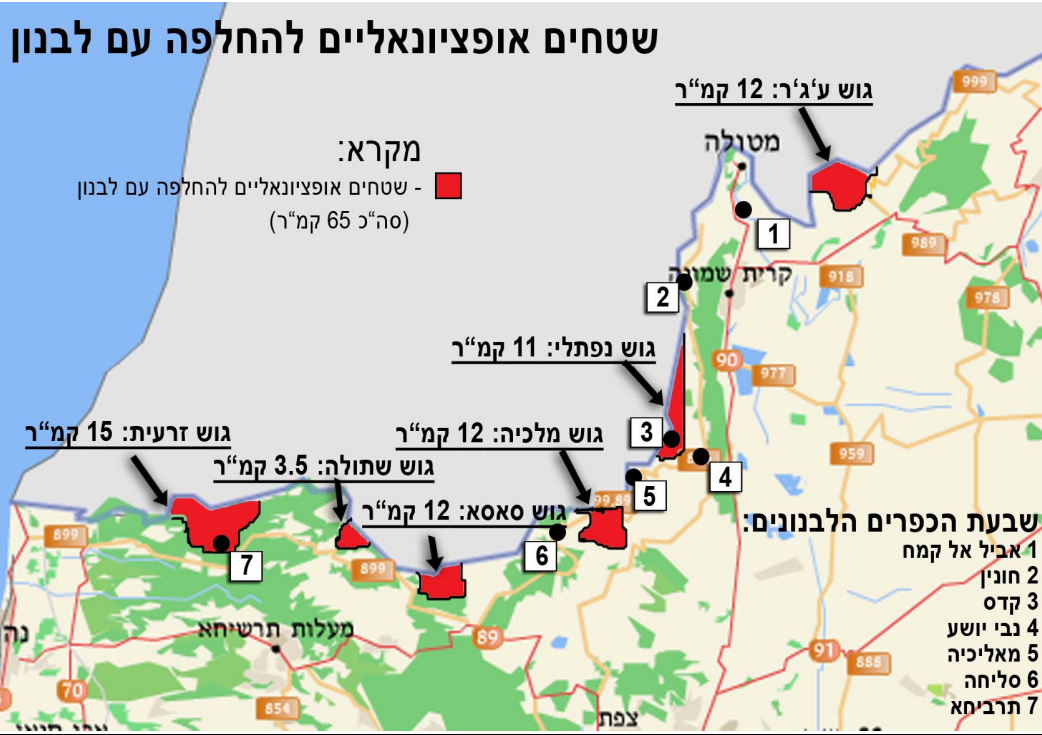 שטחים אופציונאליים להחלפה עם לבנון
גוש ע'ג'ר: 12 קמ"ר
999
מטולה
מקרא:
- שטחים אופציונאליים להחלפה עם לבנון
(סה"כ 65 קמ"ר)
1
989
קרית שמונה
918
2
978
גוש נפתלי: 11 קמ"ר
90
977
גוש זרעית: 15 קמ"ר
גוש מלכיה: 12 קמ"ר
3
959
גוש שתולה: 3.5 קמ"ר
4
5
99,89
גוש סאסא: 12 קמ"ר
899
6
7
899
שבעת הכפרים הלבנונים:
1 אביל אל קמח
2 חונין
3 קדס
4 נבי יושע
5 מאליכיה
6 סליחה
7 תרביחא
מעלות תרשיחא
נה
89
91
888
70
854
צפת